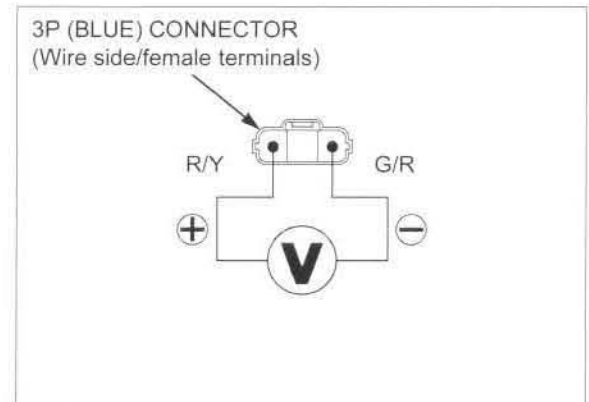 3P (BLUE) CONNECTOR
(Wire side/female terminals)
R/Y G/R
+ −
V